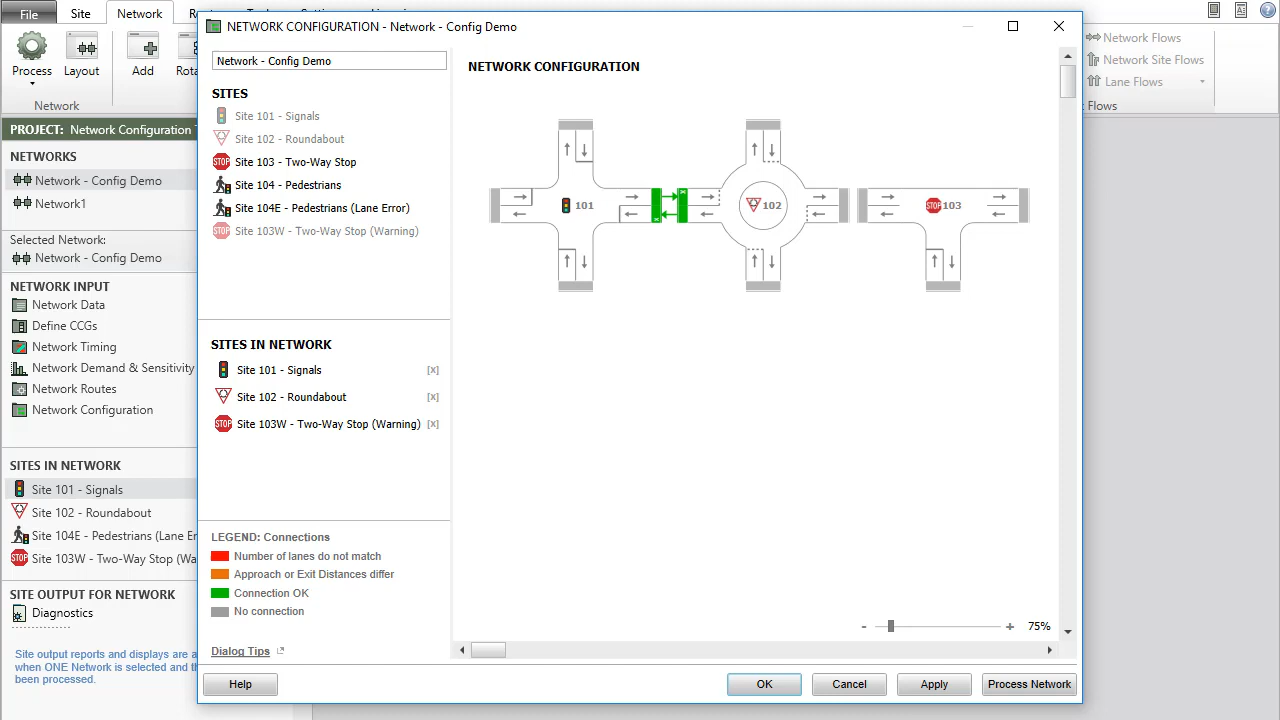 File
Site
Network
Process
Layout
Add
Network
PROJECT: Network Configuration
NETWORKS
Network - Config Demo
Network1
Selected Network:
Network - Config Demo
NETWORK INPUT
Network Data
Define CCGs
Network Timing
Network Demand & Sensitivity
Network Routes
Network Configuration
SITES IN NETWORK
Site 101 - Signals
Site 102 - Roundabout
Site 104E - Pedestrians (Lane Er
Site 103W - Two-Way Stop (Wa
SITE OUTPUT FOR NETWORK
Diagnostics
Site output reports and displays are a
when ONE Network is selected and th
been processed.
NETWORK CONFIGURATION - Network - Config Demo
Network - Config Demo
SITES
Site 101 - Signals
Site 102 - Roundabout
STOP Site 103 - Two-Way Stop
Site 104 - Pedestrians
Site 104E - Pedestrians (Lane Error)
STOP Site 103W - Two-Way Stop (Warning)
SITES IN NETWORK
Site 101 - Signals [X]
Site 102 - Roundabout [X]
STOP Site 103W - Two-Way Stop (Warning) [X]
LEGEND: Connections
Number of lanes do not match
Approach or Exit Distances differ
Connection OK
No connection
Dialog Tips
NETWORK CONFIGURATION
101
102
STOP 103
- + 75%
Help
OK
Cancel
Apply
Process Network
Network Flows
Network Site Flows
Lane Flows
Flows